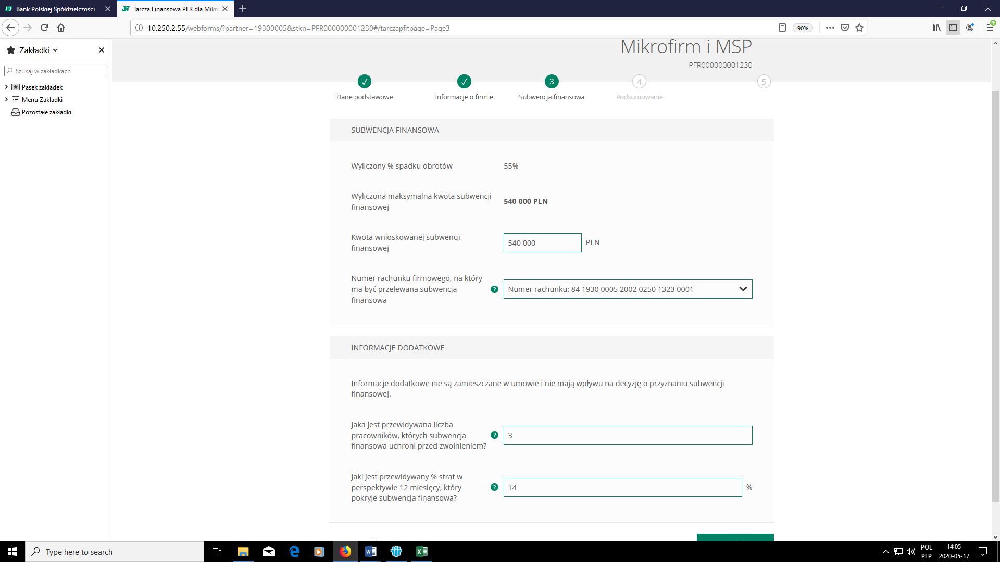 Bank Polskiej Spółdzielczości
Tarcza Finansowa PFR dla Mikro
10.250.2.55/webforms/?partner=19300005&stkn=PFR000000001230#/tarczapfr;page=Page3
90%
Zakładki
Szukaj w zakładkach
Pasek zakładek
Menu Zakładki
Pozostałe zakładki
Mikrofirm i MSP
PFR000000001230
3
4
5
Dane podstawowe
Informacje o firmie
Subwencja finansowa
Podsumowanie
SUBWENCJA FINANSOWA
Wyliczony % spadku obrotów
55%
Wyliczona maksymalna kwota subwencji
finansowej
540 000 PLN
Kwota wnioskowanej subwencji
finansowej
540 000
PLN
Numer rachunku firmowego, na który
ma być przelewana subwencja
finansowa
?
Numer rachunku: 84 1930 0005 2002 0250 1323 0001
INFORMACJE DODATKOWE
Informacje dodatkowe nie są zamieszczane w umowie i nie mają wpływu na decyzję o przyznaniu subwencji
finansowej.
Jaka jest przewidywana liczba
pracowników, których subwencja
finansowa uchroni przed zwolnieniem?
?
3
Jaki jest przewidywany % strat w
perspektywie 12 miesięcy, który
pokryje subwencja finansowa?
?
14
%
Type here to search
POL
PLP
14:05
2020-05-17